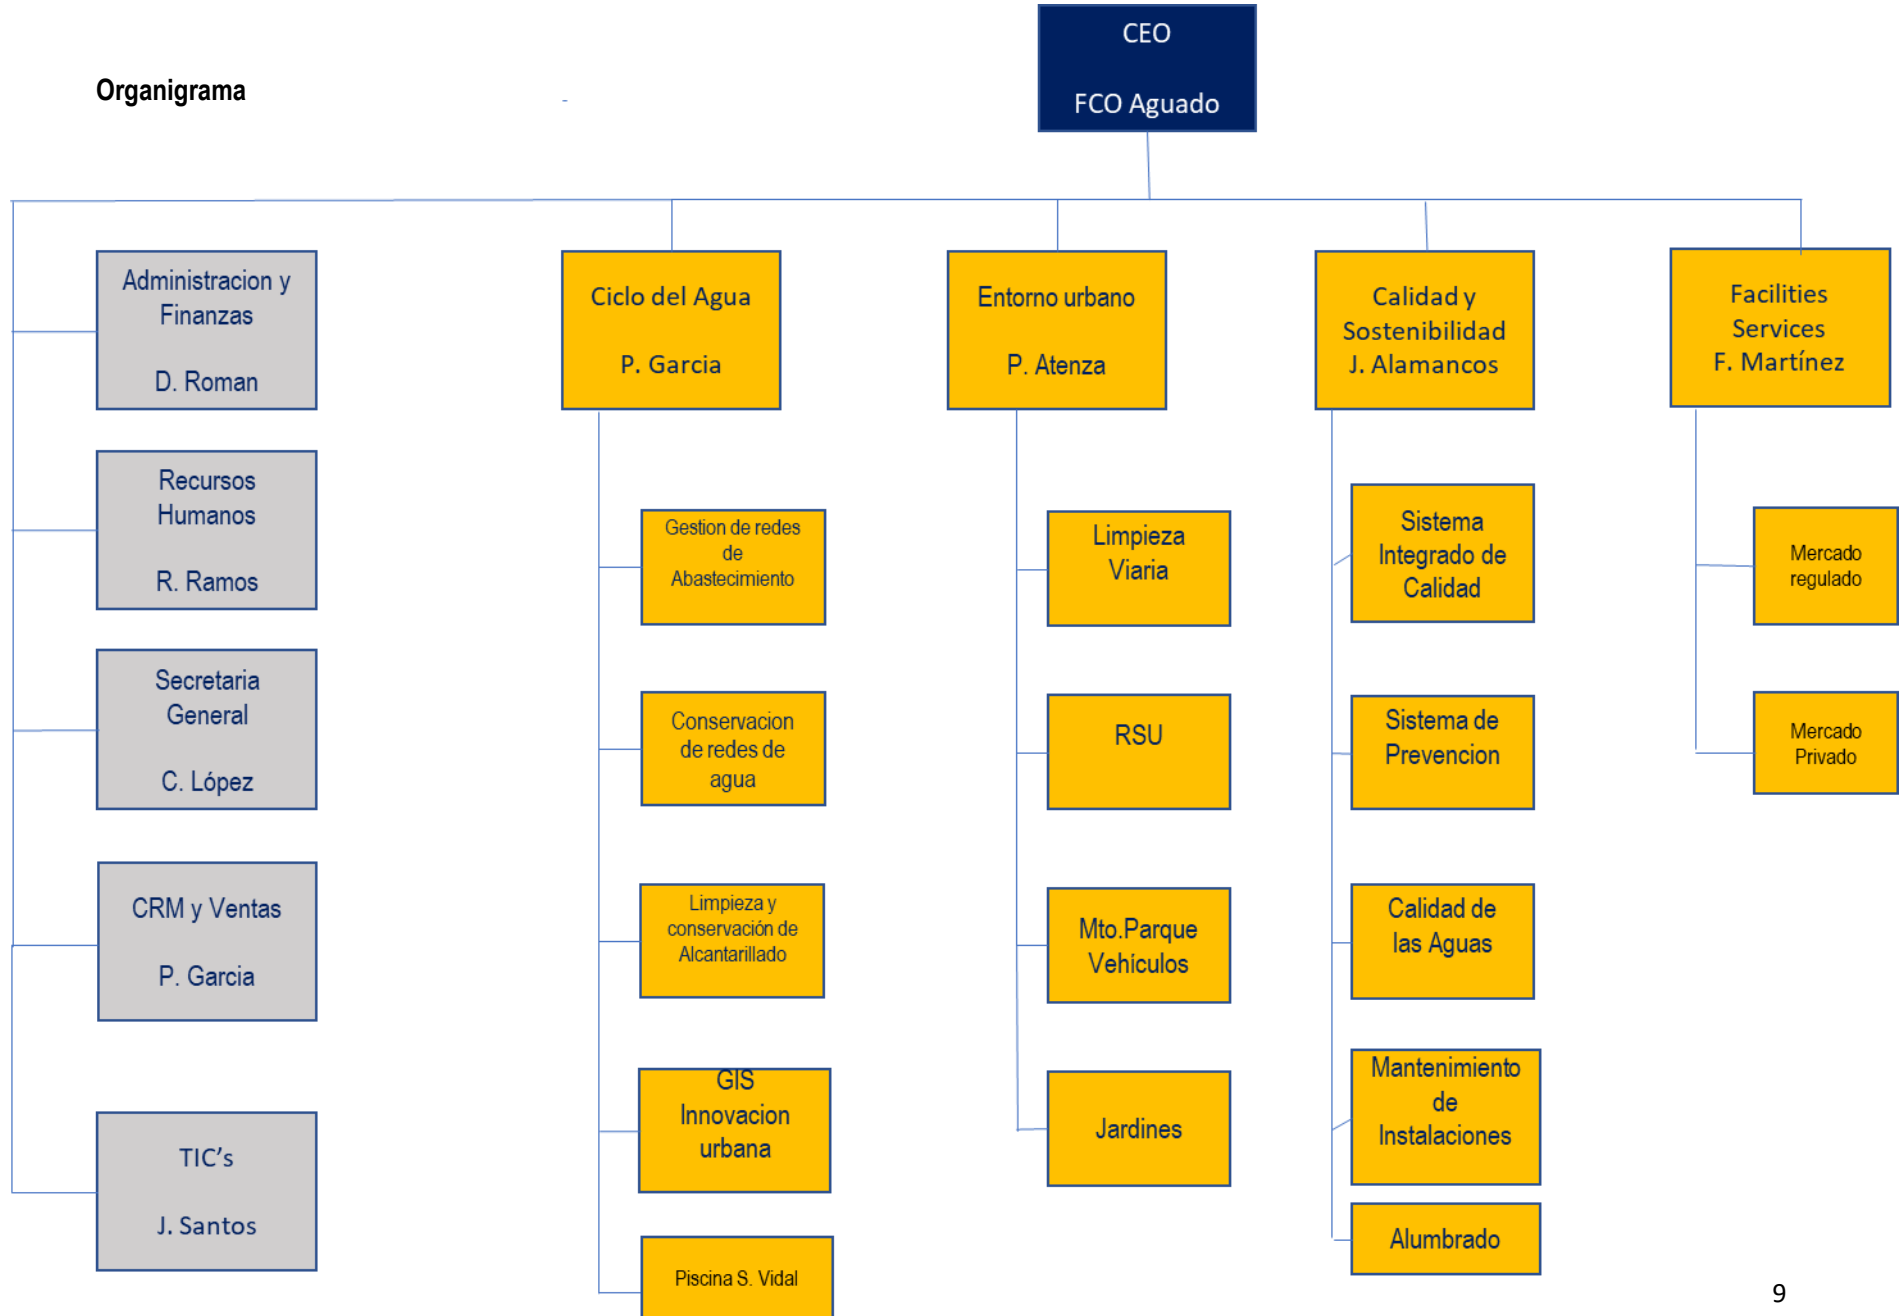 Organigrama
-
CEO
FCO Aguado
Administracion y
Finanzas
D. Roman
Recursos
Humanos
R. Ramos
Secretaria
General
C. López
CRM y Ventas
P. Garcia
TIC's
J. Santos
Ciclo del Agua
P. Garcia
Gestion de redes
de
Abastecimiento
Conservacion
de redes de
agua
Limpieza y
conservación de
Alcantarillado
GIS
Innovacion
urbana
Piscina S. Vidal
Entorno urbano
P. Atenza
Limpieza
Viaria
RSU
Mto.Parque
Vehículos
Jardines
Calidad y
Sostenibilidad
J. Alamancos
Sistema
Integrado de
Calidad
Sistema de
Prevencion
Calidad de
las Aguas
Mantenimiento
de
Instalaciones
Alumbrado
Facilities
Services
F. Martínez
Mercado
regulado
Mercado
Privado
9